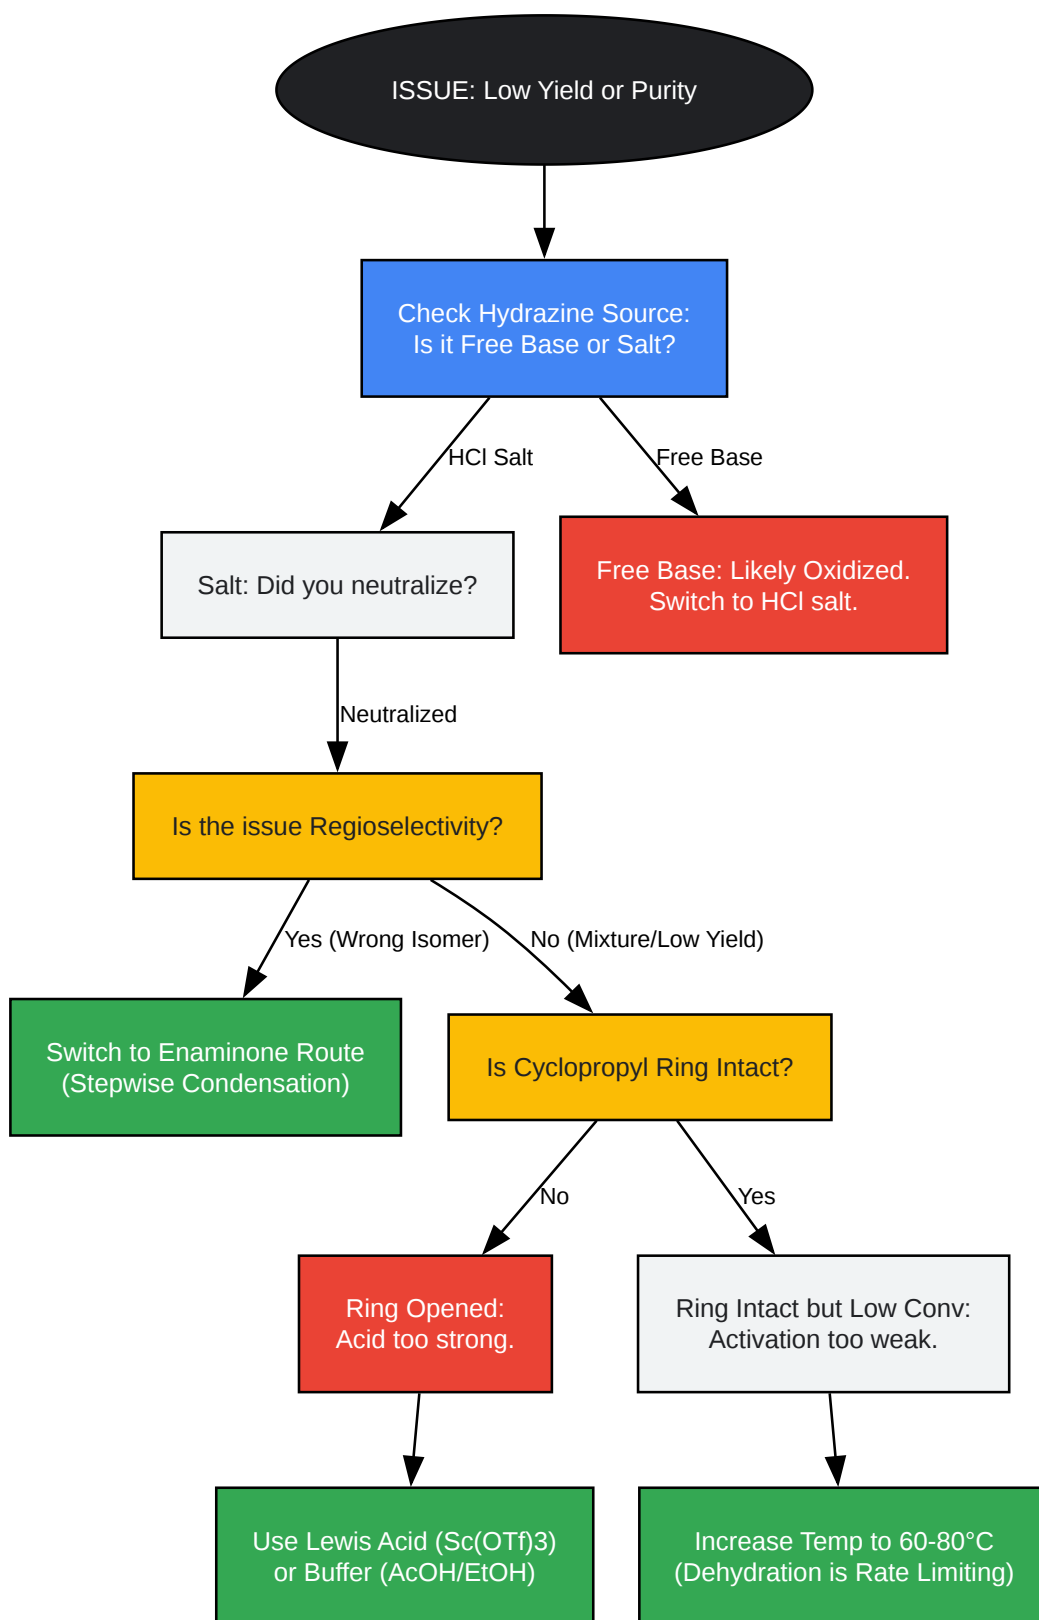 ISSUE: Low Yield or Purity
Check Hydrazine Source:
Is it Free Base or Salt?
HCl Salt
Free Base
Salt: Did you neutralize?
Free Base: Likely Oxidized.
Switch to HCl salt.
Neutralized
Is the issue Regioselectivity?
Yes (Wrong Isomer)
No (Mixture/Low Yield)
Switch to Enaminone Route
(Stepwise Condensation)
Is Cyclopropyl Ring Intact?
No
Yes
Ring Opened:
Acid too strong.
Ring Intact but Low Conv:
Activation too weak.
Use Lewis Acid (Sc(OTf)3)
or Buffer (AcOH/EtOH)
Increase Temp to 60-80°C
(Dehydration is Rate Limiting)